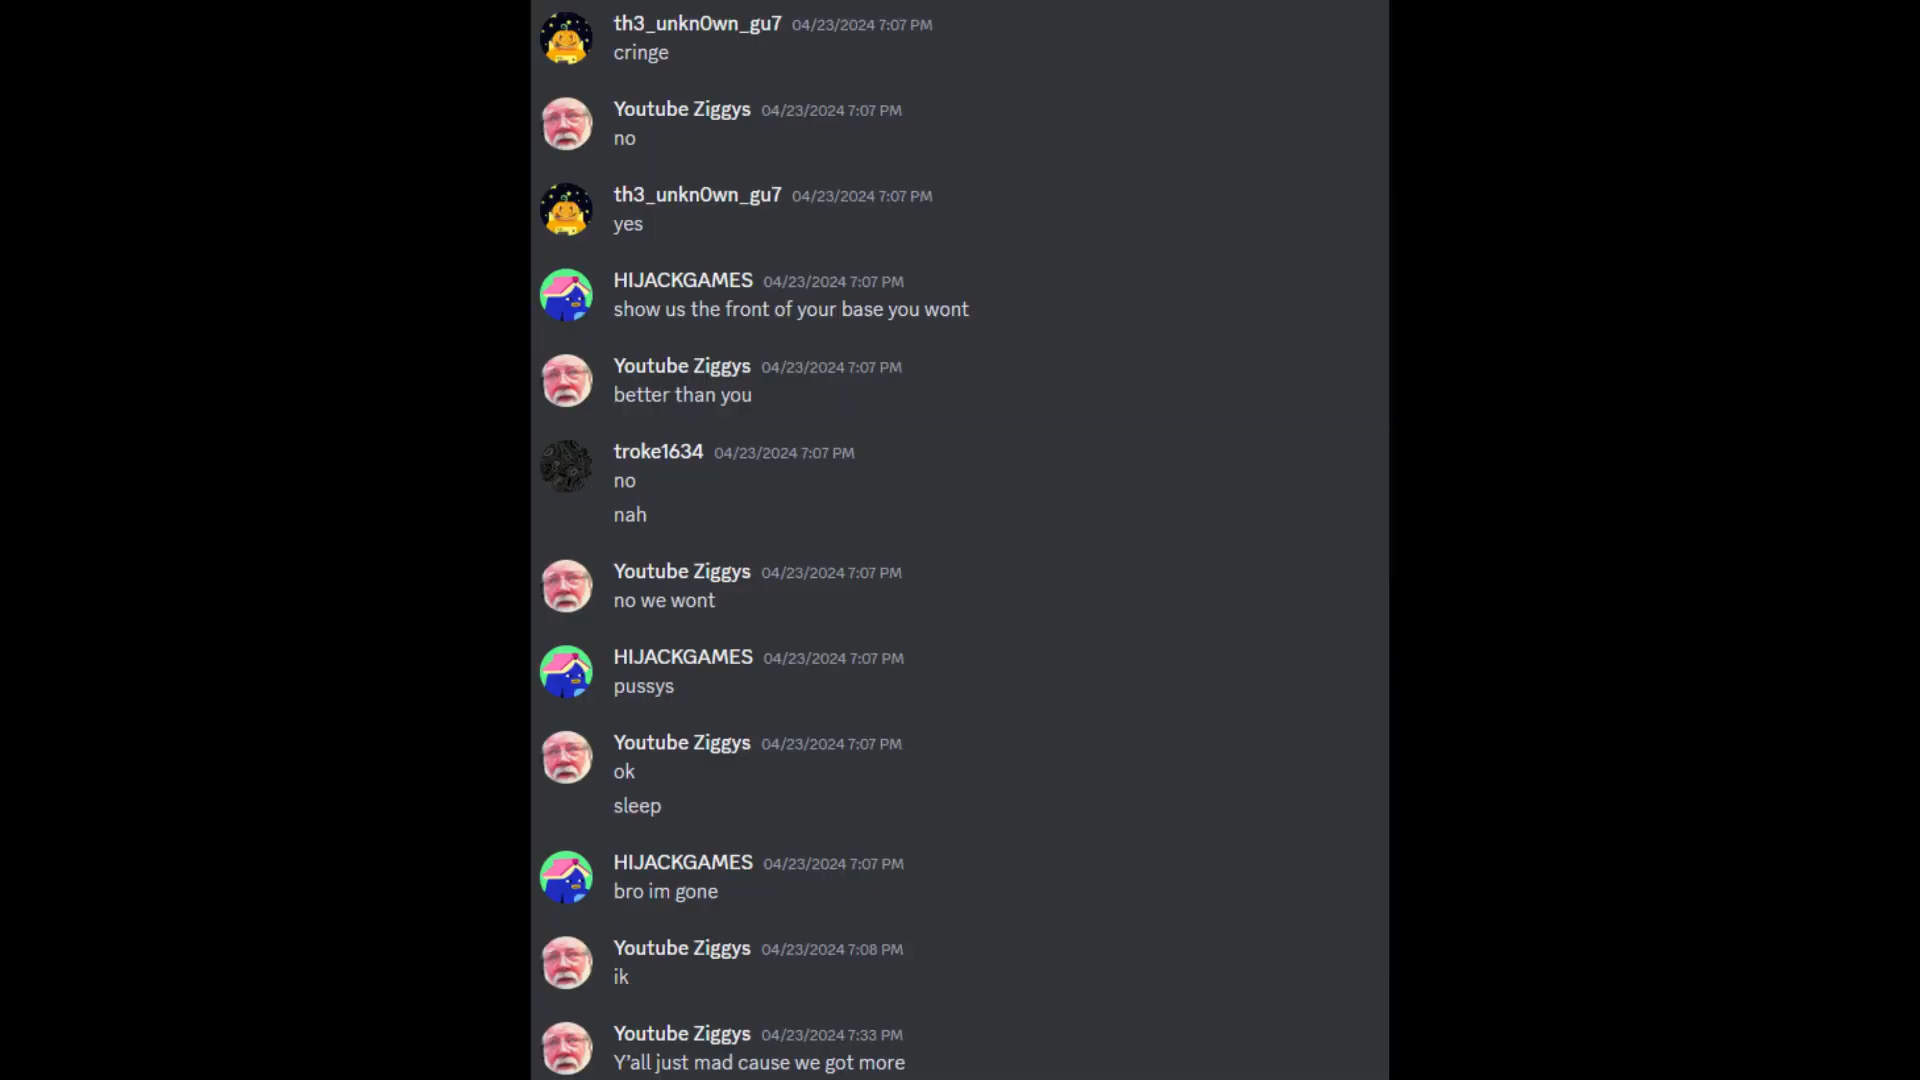 th3_unkn0wn_gu7 04/23/2024 7:07 PM
cringe
Youtube Ziggys 04/23/2024 7:07 PM
no
th3_unkn0wn_gu7 04/23/2024 7:07 PM
yes
HIJACKGAMES 04/23/2024 7:07 PM
show us the front of your base you wont
Youtube Ziggys 04/23/2024 7:07 PM
better than you
troke1634 04/23/2024 7:07 PM
no
nah
Youtube Ziggys 04/23/2024 7:07 PM
no we wont
HIJACKGAMES 04/23/2024 7:07 PM
pussys
Youtube Ziggys 04/23/2024 7:07 PM
ok
sleep
HIJACKGAMES 04/23/2024 7:07 PM
bro im gone
Youtube Ziggys 04/23/2024 7:08 PM
ik
Youtube Ziggys 04/23/2024 7:33 PM
Y'all just mad cause we got more